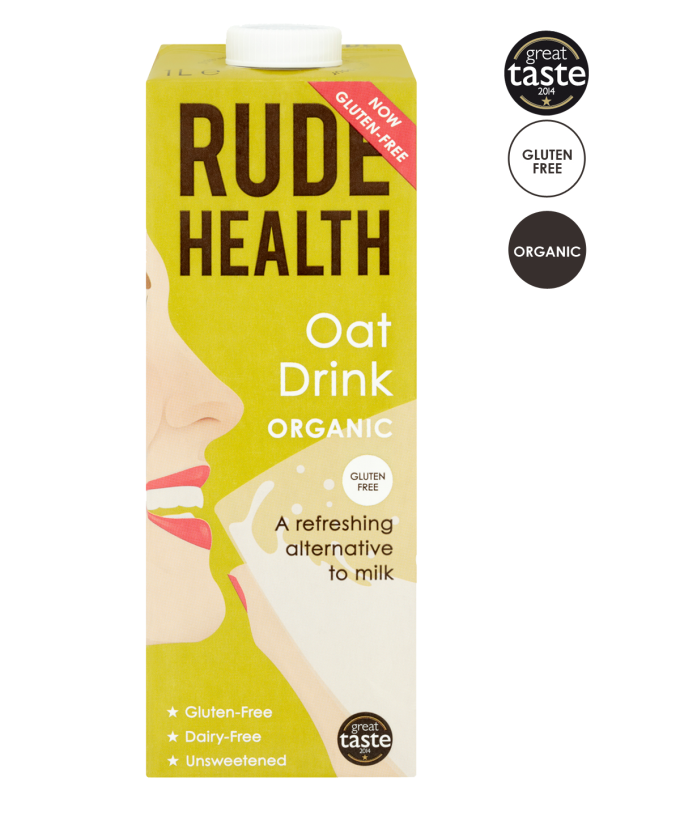 NOW
GLUTEN-FREE
RUDE
HEALTH
Oat
Drink
ORGANIC
GLUTEN
FREE
A refreshing
alternative
to milk
★ Gluten-Free
★ Dairy-Free
★ Unsweetened
great
taste
2014
great
taste
2014
GLUTEN
FREE
ORGANIC